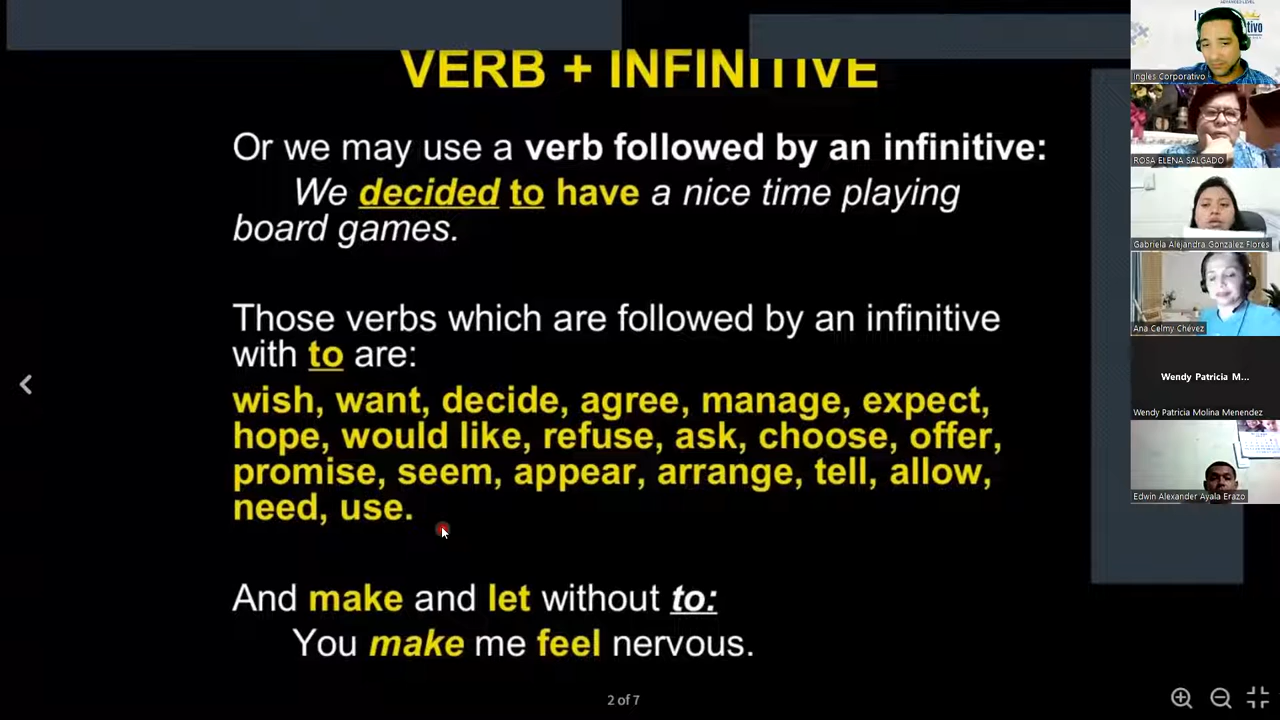 VERB + INFINITIVE
Or we may use a verb followed by an infinitive:
We decided to have a nice time playing
board games.
Those verbs which are followed by an infinitive
with to are:
wish, want, decide, agree, manage, expect,
hope, would like, refuse, ask, choose, offer,
promise, seem, appear, arrange, tell, allow,
need, use.
And make and let without to:
You make me feel nervous.
2 of 7
Ingles Corporativo
ROSA ELENA SALGADO
Gabriela Alejandra Gonzalez Flores
Ana Celmy Chévez
Wendy Patricia M...
Wendy Patricia Molina Menendez
Edwin Alexander Ayala Erazo